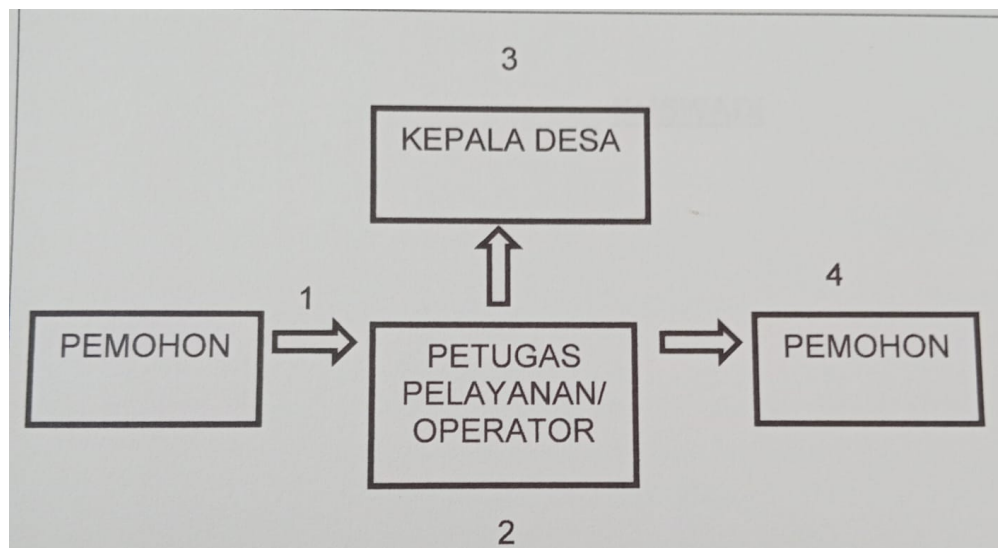 3
KEPALA DESA
1
4
PEMOHON
PETUGAS
PELAYANAN/
OPERATOR
PEMOHON
2